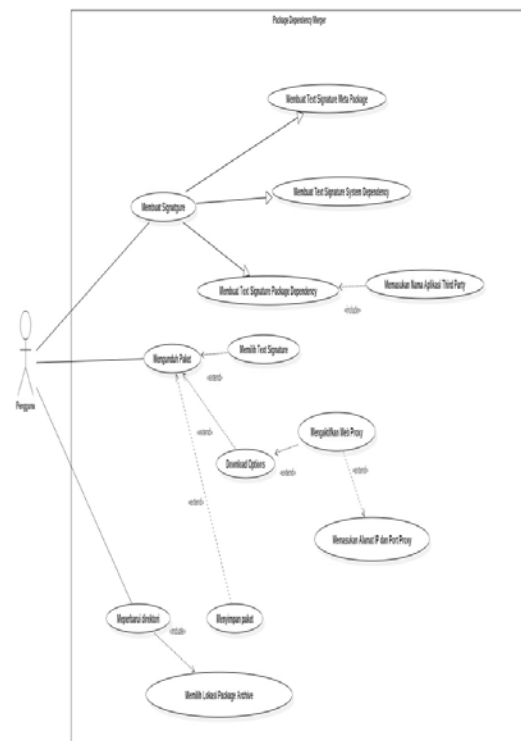 Package Dependency Merger
Membuat Text Signature Meta Package
Membuat Text Signature System Dependency
Membuat Signatgure
Membuat Text Signature Package Dependency
Memasukan Nama Aplikasi Third Party
<include>
Pengguna
Mengunduh Paket
Memilih Text Signature
<extend>
<extend>
Mengaktifkan Web Proxy
Download Options
<extend>
<extend>
<extend>
Memasukan Alamat IP dan Port Proxy
Meperbarui direktori
Menyimpan paket
<include>
Memilih Lokasi Package Archive